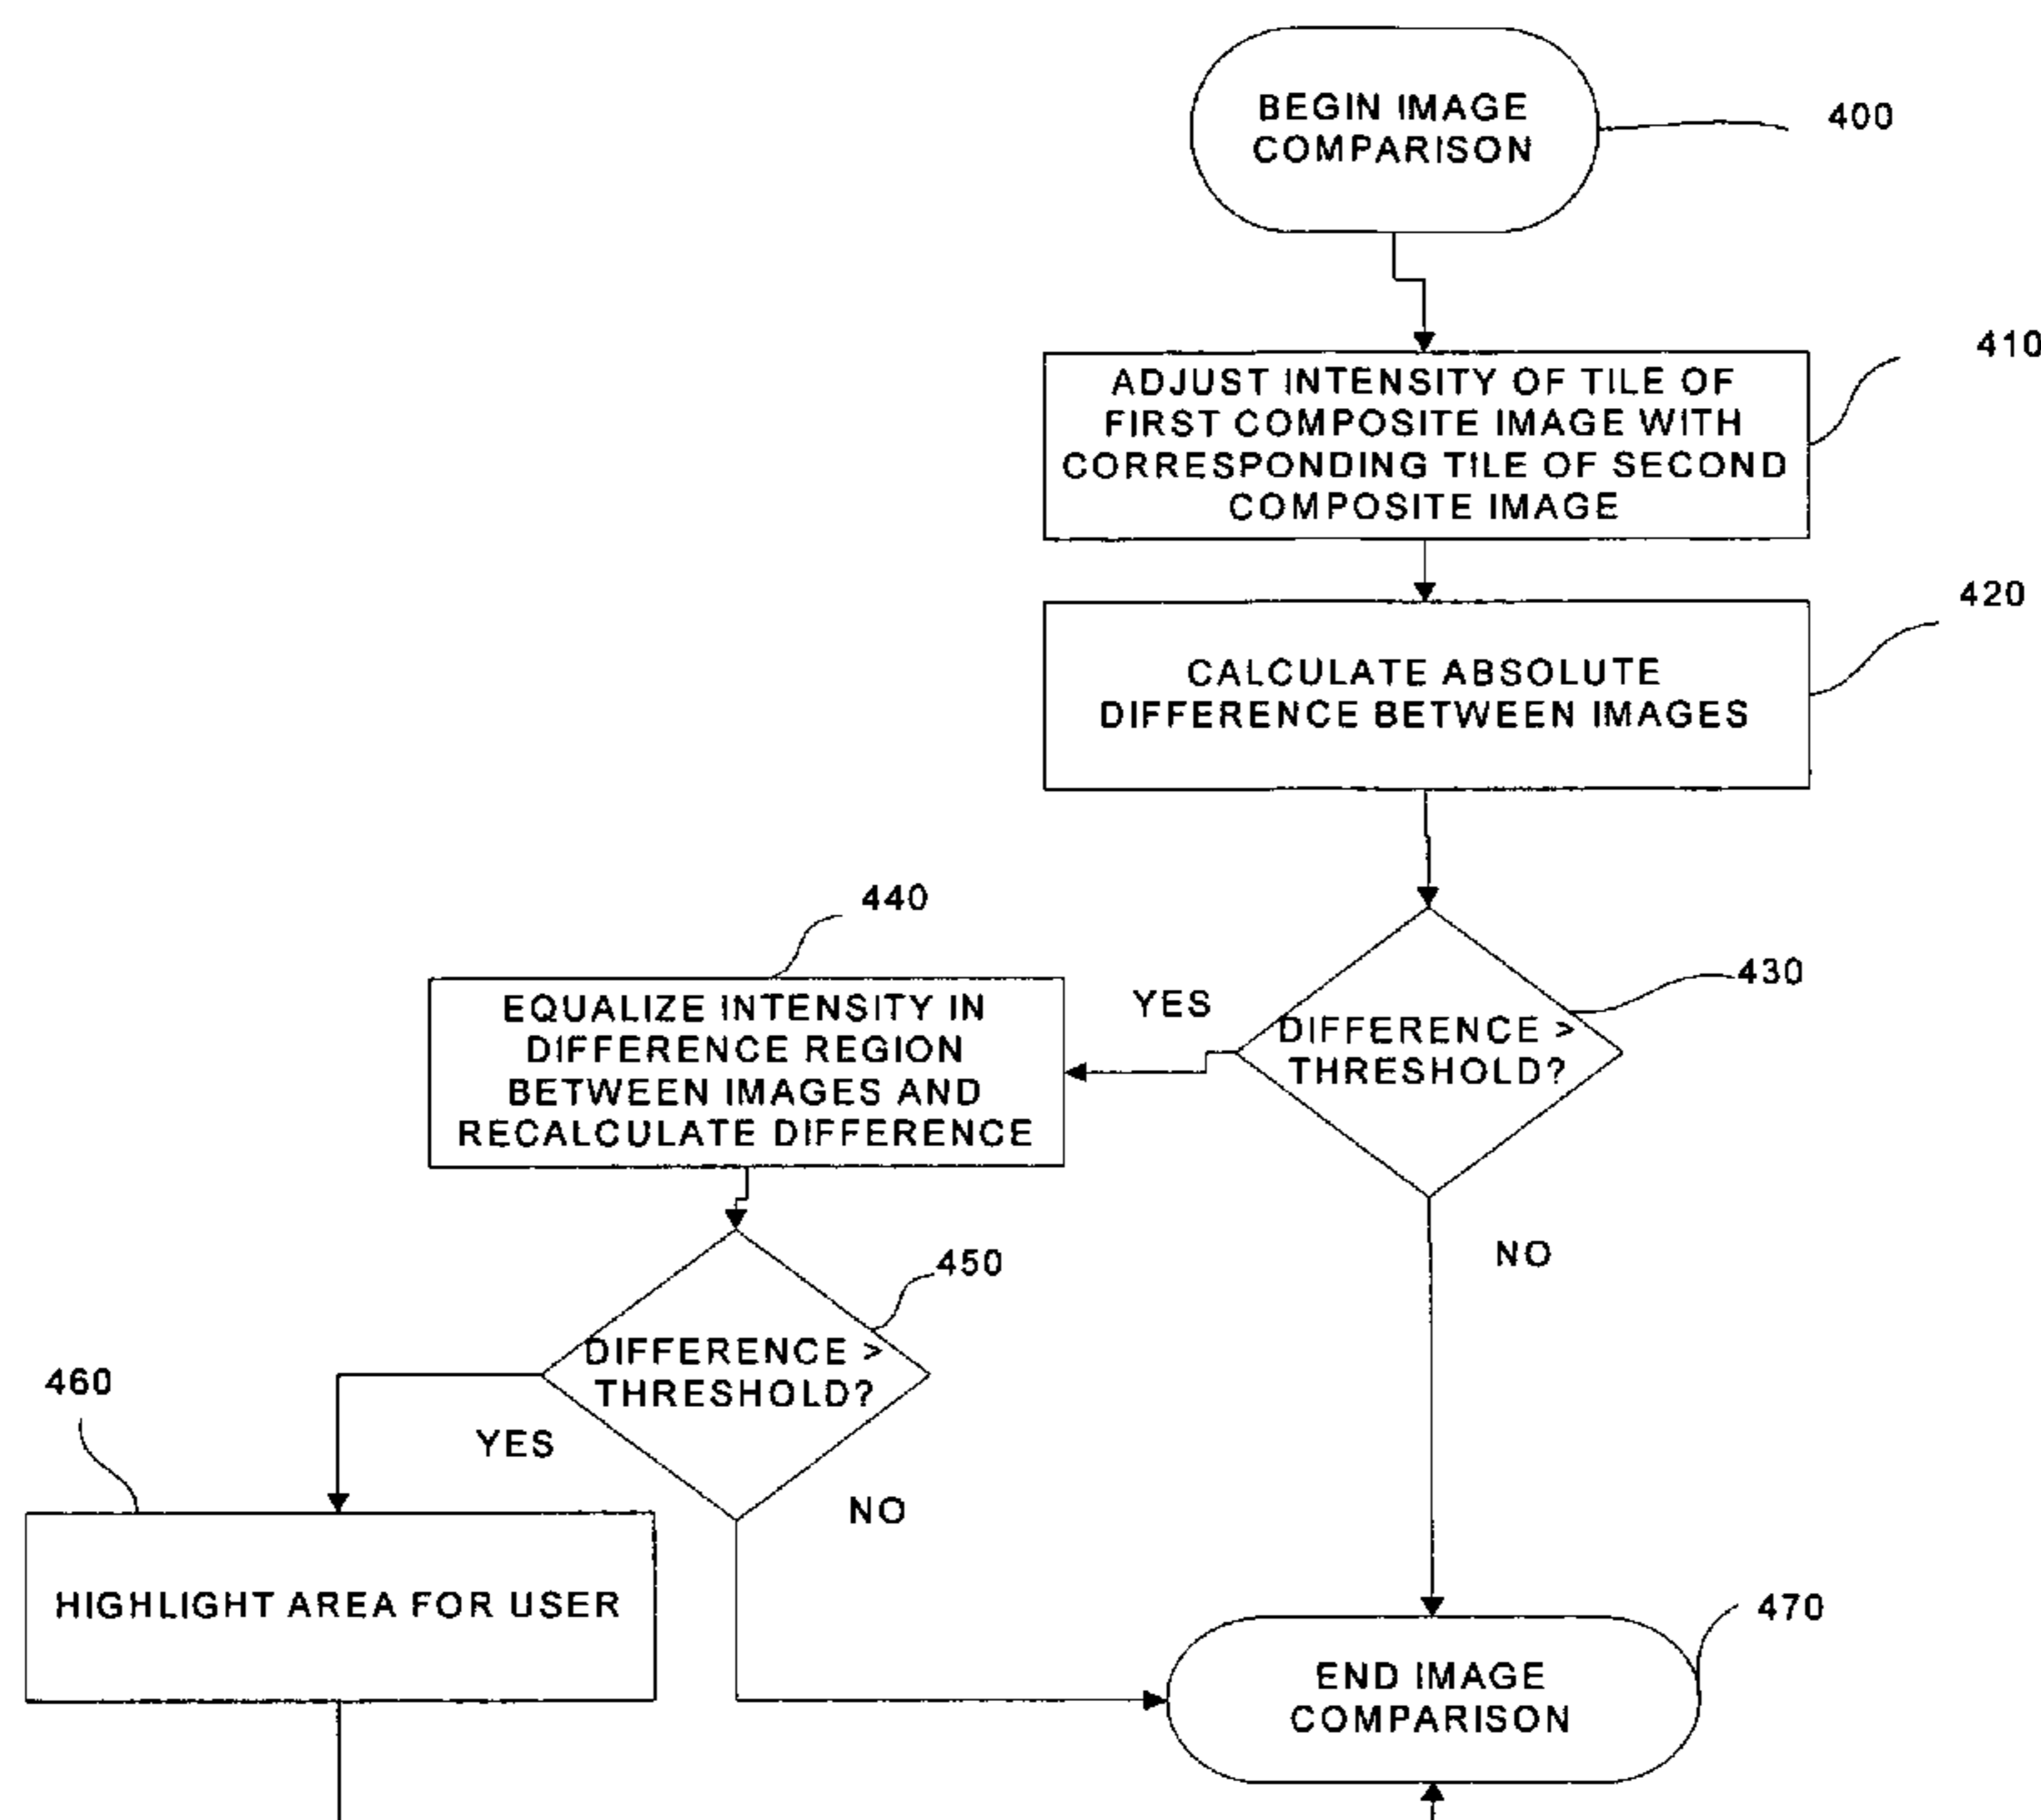 BEGIN IMAGE
COMPARISON
400
ADJUST INTENSITY OF TILE OF
FIRST COMPOSITE IMAGE WITH
CORRESPONDING TILE OF SECOND
COMPOSITE IMAGE
410
CALCULATE ABSOLUTE
DIFFERENCE BETWEEN IMAGES
420
DIFFERENCE >
THRESHOLD?
430
YES
NO
440
EQUALIZE INTENSITY IN
DIFFERENCE REGION
BETWEEN IMAGES AND
RECALCULATE DIFFERENCE
DIFFERENCE >
THRESHOLD?
450
YES
NO
460
HIGHLIGHT AREA FOR USER
END IMAGE
COMPARISON
470